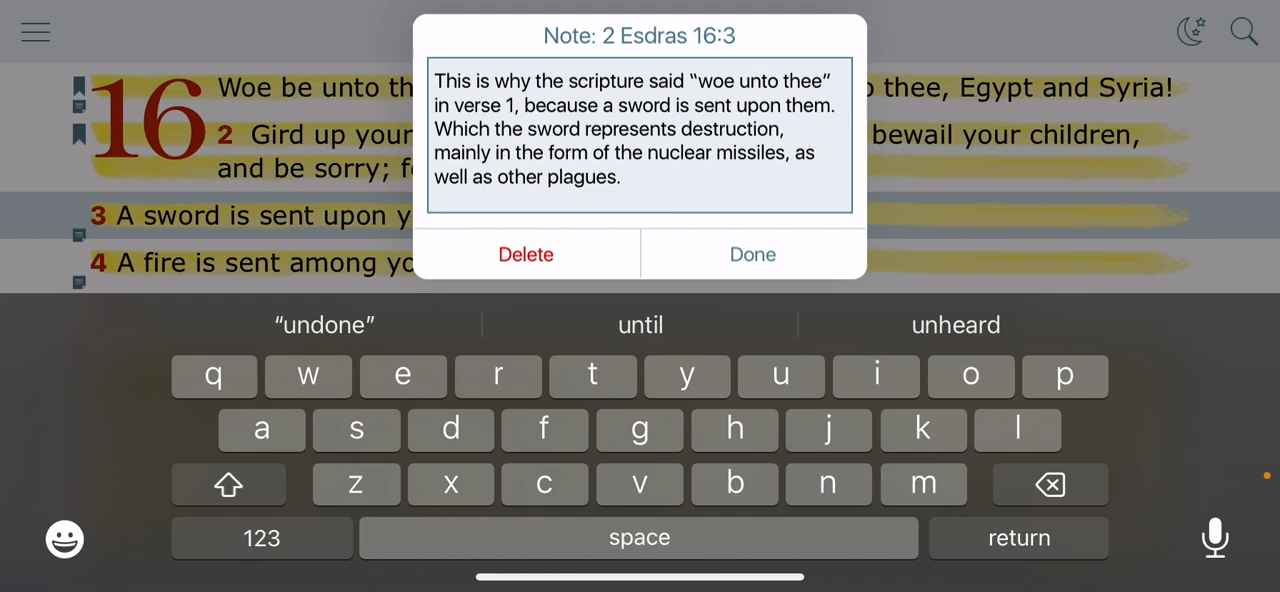 Note: 2 Esdras 16:3
This is why the scripture said “woe unto thee”
in verse 1, because a sword is sent upon them.
Which the sword represents destruction,
mainly in the form of the nuclear missiles, as
well as other plagues.
Delete
Done
16 Woe be unto thee, Egypt and Syria!
2 Gird up your bewail your children,
and be sorry;
3 A sword is sent upon
4 A fire is sent among
“undone”
until
unheard
q w e r t y u i o p
a s d f g h j k l
z x c v b n m
123
space
return